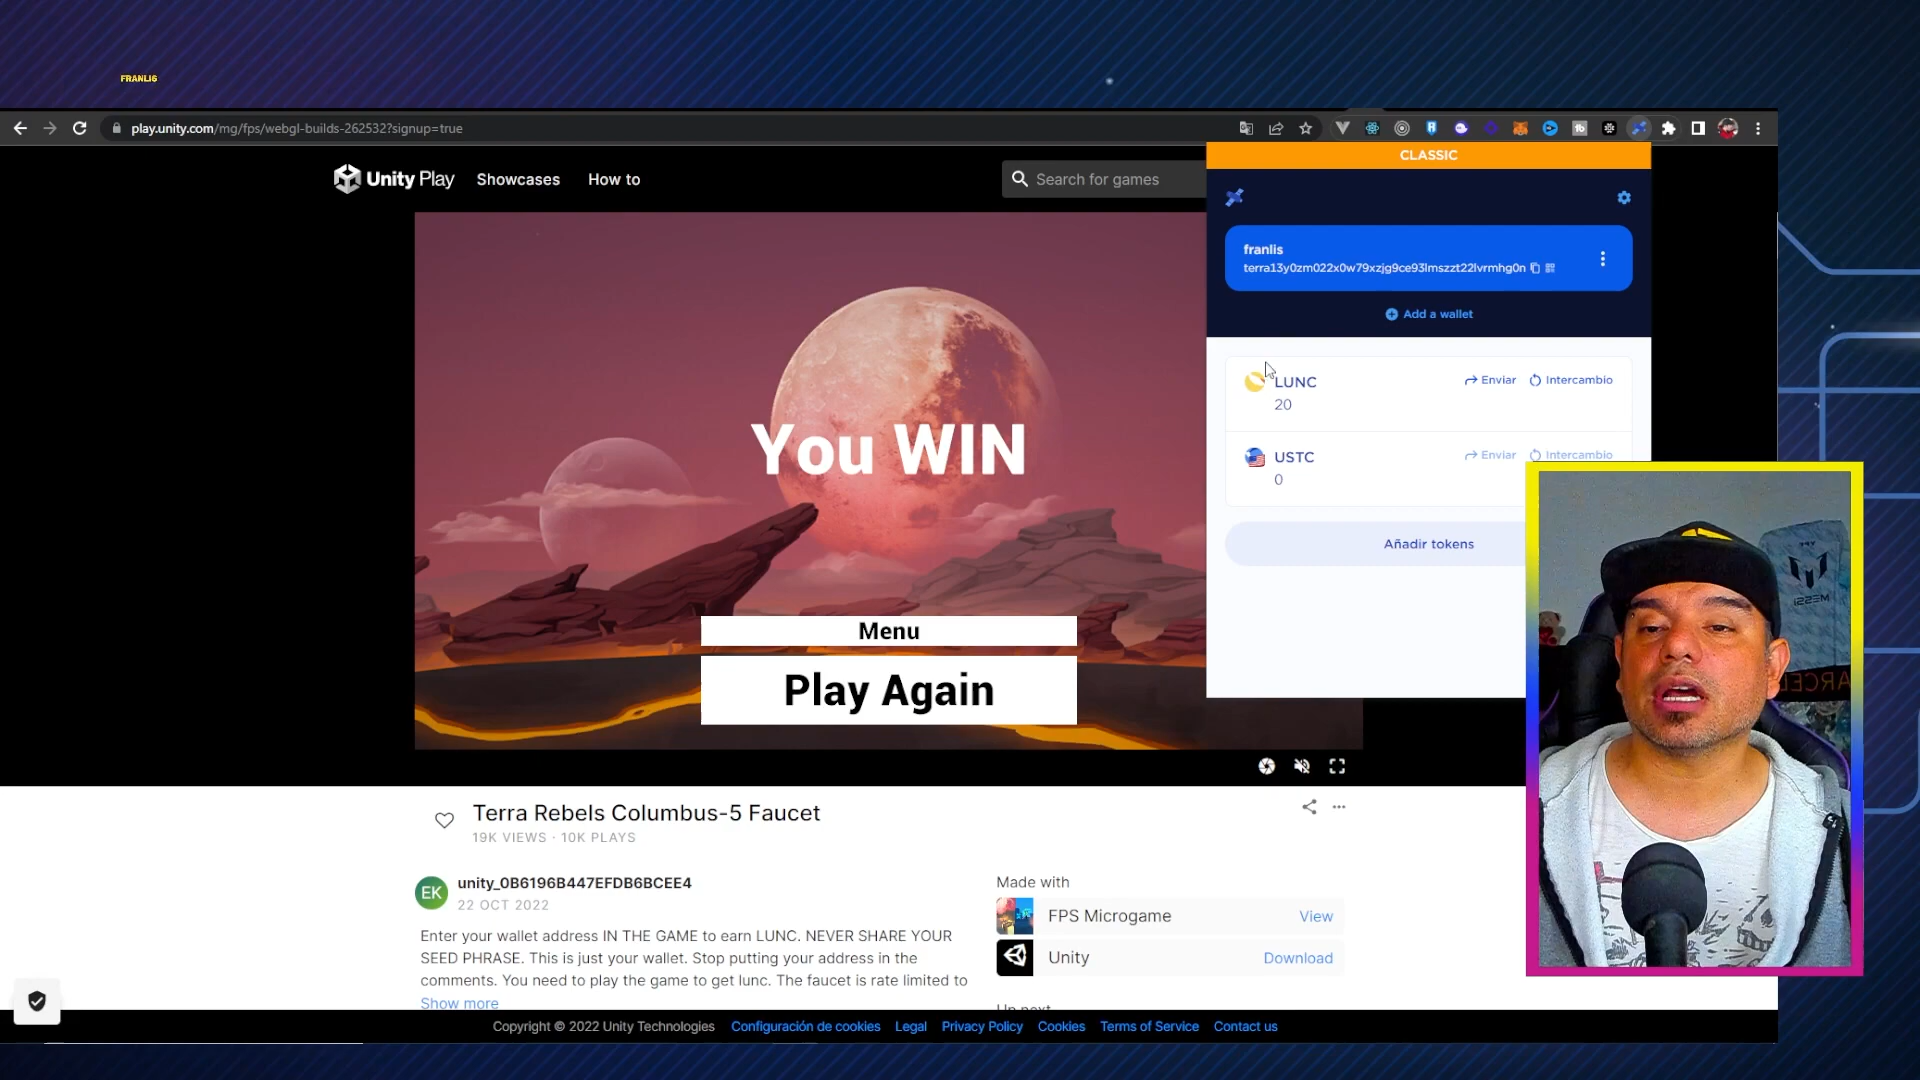 FRANLIS
play.unity.com/mg/fps/webgl-builds-262532?signup=true
Unity Play
Showcases
How to
Search for games
CLASSIC
franlis
terra13y0zm022x0w79xzjg9ce93lmszzt22lvrmhg0n
Add a wallet
LUNC
Enviar
Intercambio
20
USTC
Enviar
Intercambio
0
Añadir tokens
You WIN
Menu
Play Again
Terra Rebels Columbus-5 Faucet
19K VIEWS · 10K PLAYS
EK
unity_0B6196B447EFDB6BCEE4
22 OCT 2022
Enter your wallet address IN THE GAME to earn LUNC. NEVER SHARE YOUR
SEED PHRASE. This is just your wallet. Stop putting your address in the
comments. You need to play the game to get lunc. The faucet is rate limited to
Show more
Made with
FPS Microgame
View
Unity
Download
Up next
Copyright © 2022 Unity Technologies
Configuración de cookies
Legal
Privacy Policy
Cookies
Terms of Service
Contact us